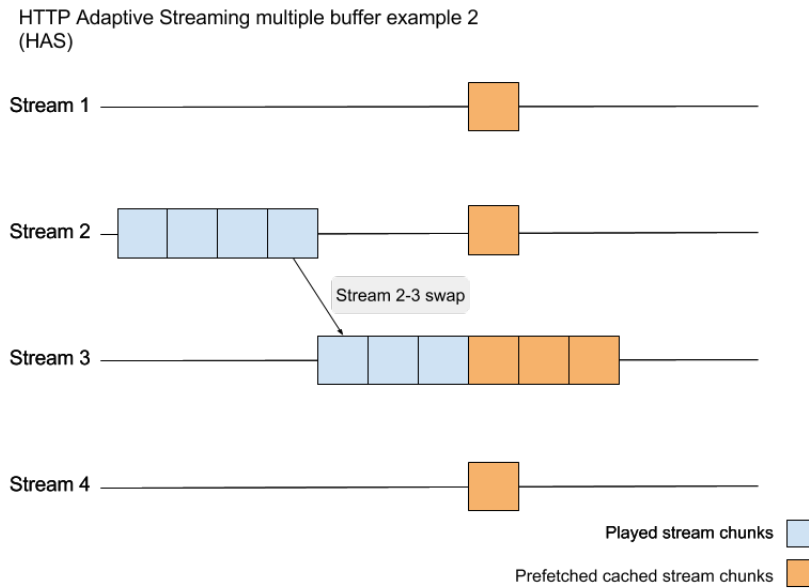 HTTP Adaptive Streaming multiple buffer example 2
(HAS)
Stream 1
Stream 2
Stream 2-3 swap
Stream 3
Stream 4
Played stream chunks
Prefetched cached stream chunks